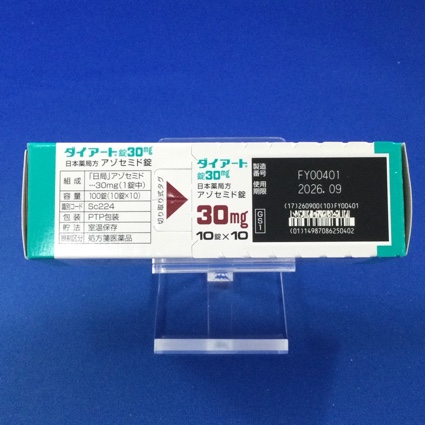 ダイアート錠30mg
日本薬局方 アゾセミド錠
組成 「日局」アゾセミド
…30mg(1錠中)
容量 100錠(10錠×10)
識別コード Sc224
包装 PTP包装
貯法 室温保存
規制区分 処方箋医薬品
切り取り式タグ
ダイアート®
錠30mg
日本薬局方
アゾセミド錠
30mg
10錠×10
製造番号 FY00401
使用期限 2026.09
GS1
(17)260900(10)FY00401
(01)14987086250402